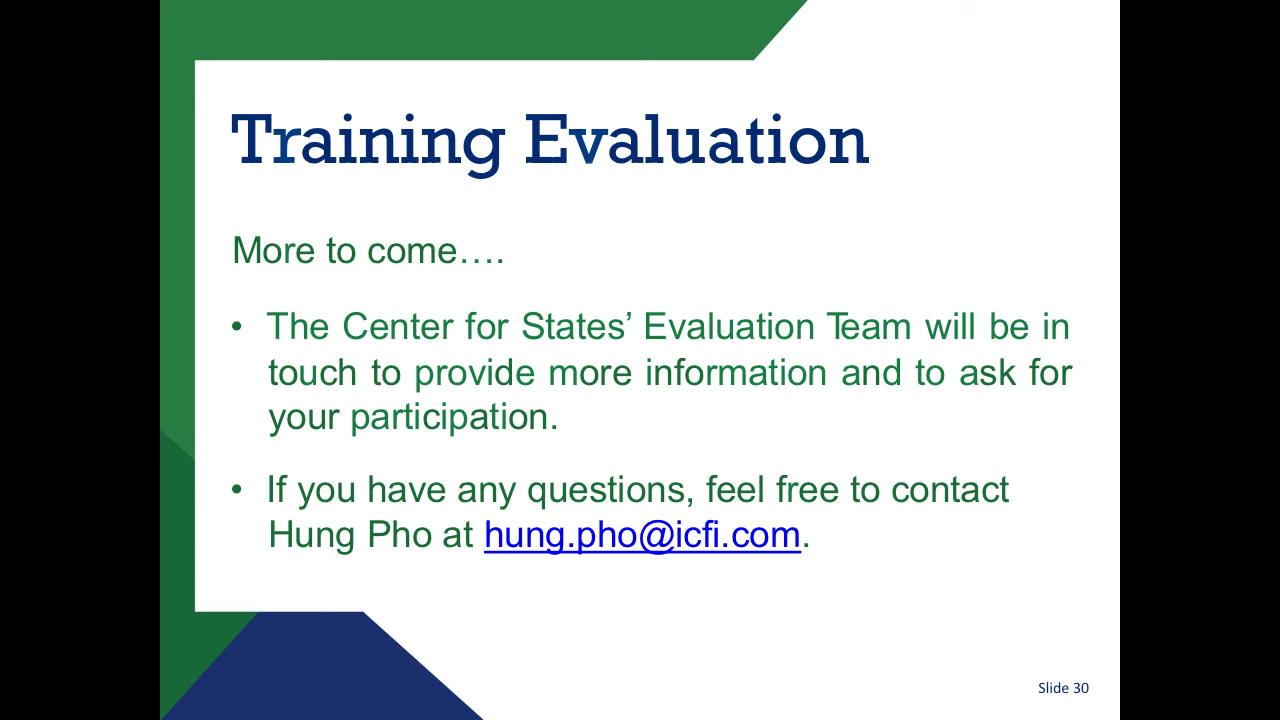 Training Evaluation
More to come….
• The Center for States’ Evaluation Team will be in
touch to provide more information and to ask for
your participation.
• If you have any questions, feel free to contact
Hung Pho at hung.pho@icfi.com.
Slide 30